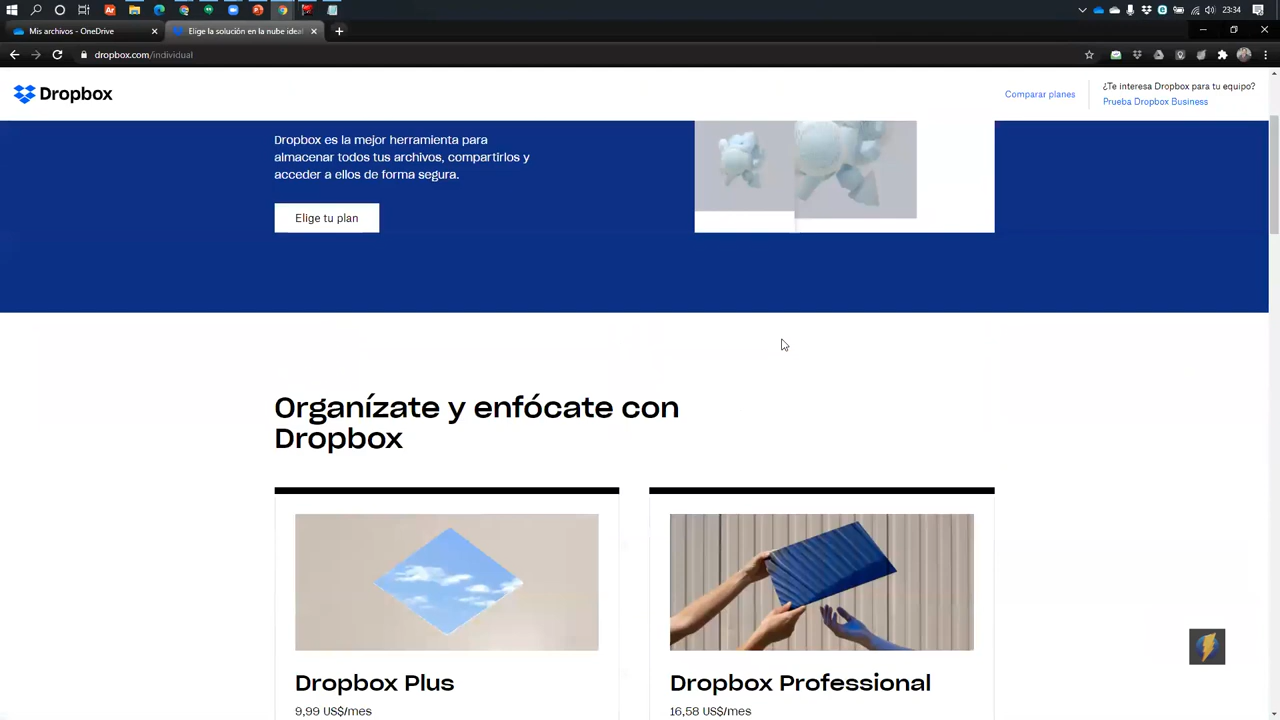 23:34
Mis archivos - OneDrive
Elige la solución en la nube ideal
dropbox.com/individual
Dropbox
Comparar planes
¿Te interesa Dropbox para tu equipo?
Prueba Dropbox Business
Dropbox es la mejor herramienta para
almacenar todos tus archivos, compartirlos y
acceder a ellos de forma segura.
Elige tu plan
Organízate y enfócate con
Dropbox
Dropbox Plus
9,99 US$/mes
Dropbox Professional
16,58 US$/mes